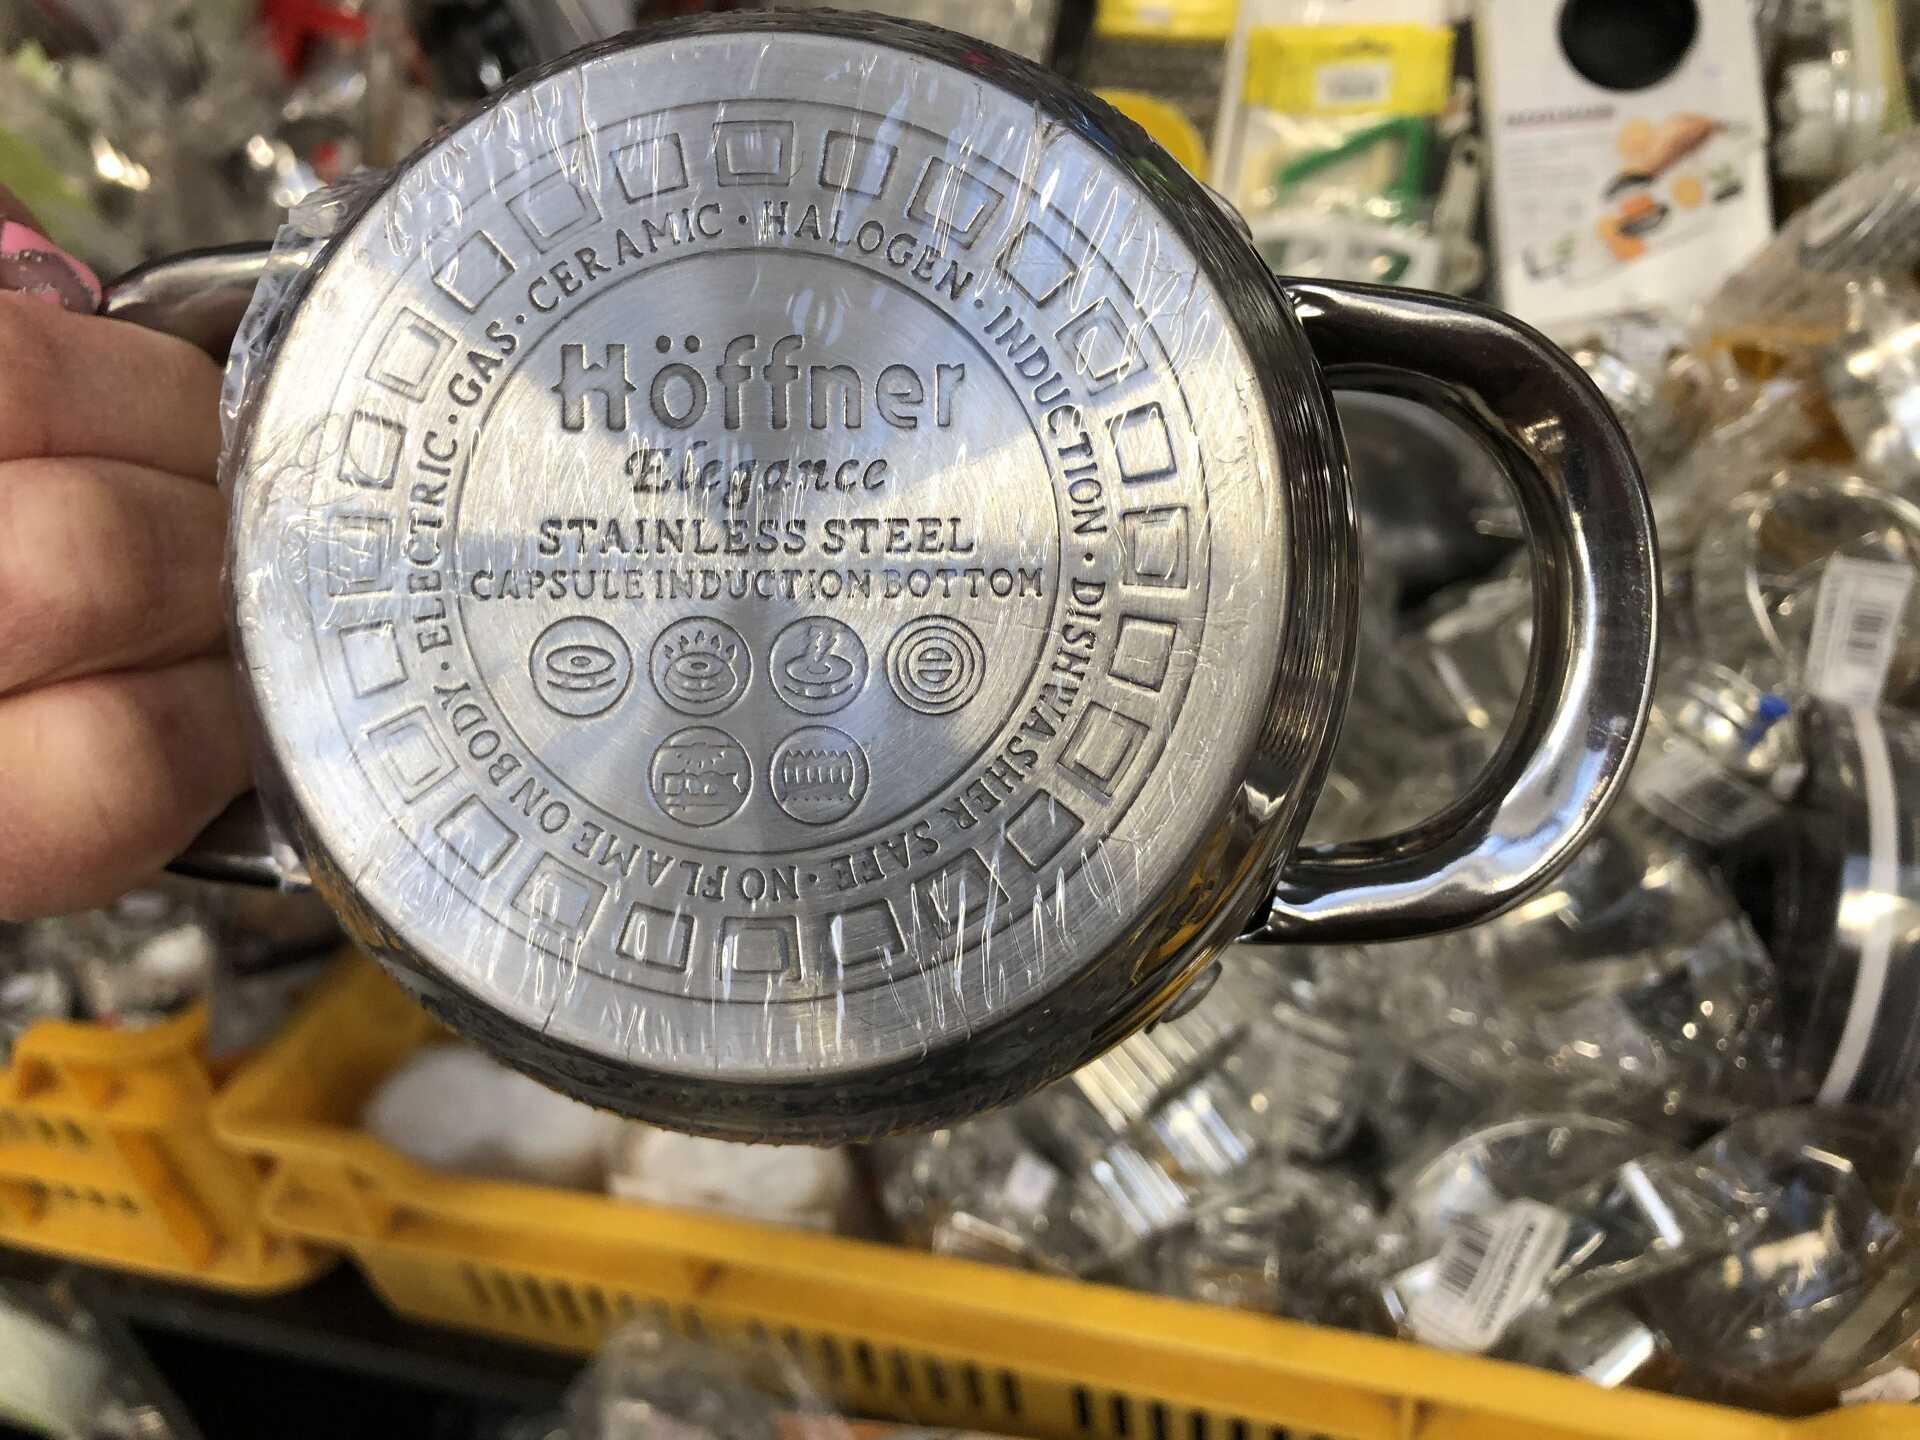 Höffner
Elegance
STAINLESS STEEL
CAPSULE INDUCTION BOTTOM
ELECTRIC · GAS · CERAMIC · HALOGEN · INDUCTION · DISHWASHER SAFE · NO FLAME ON BODY ·